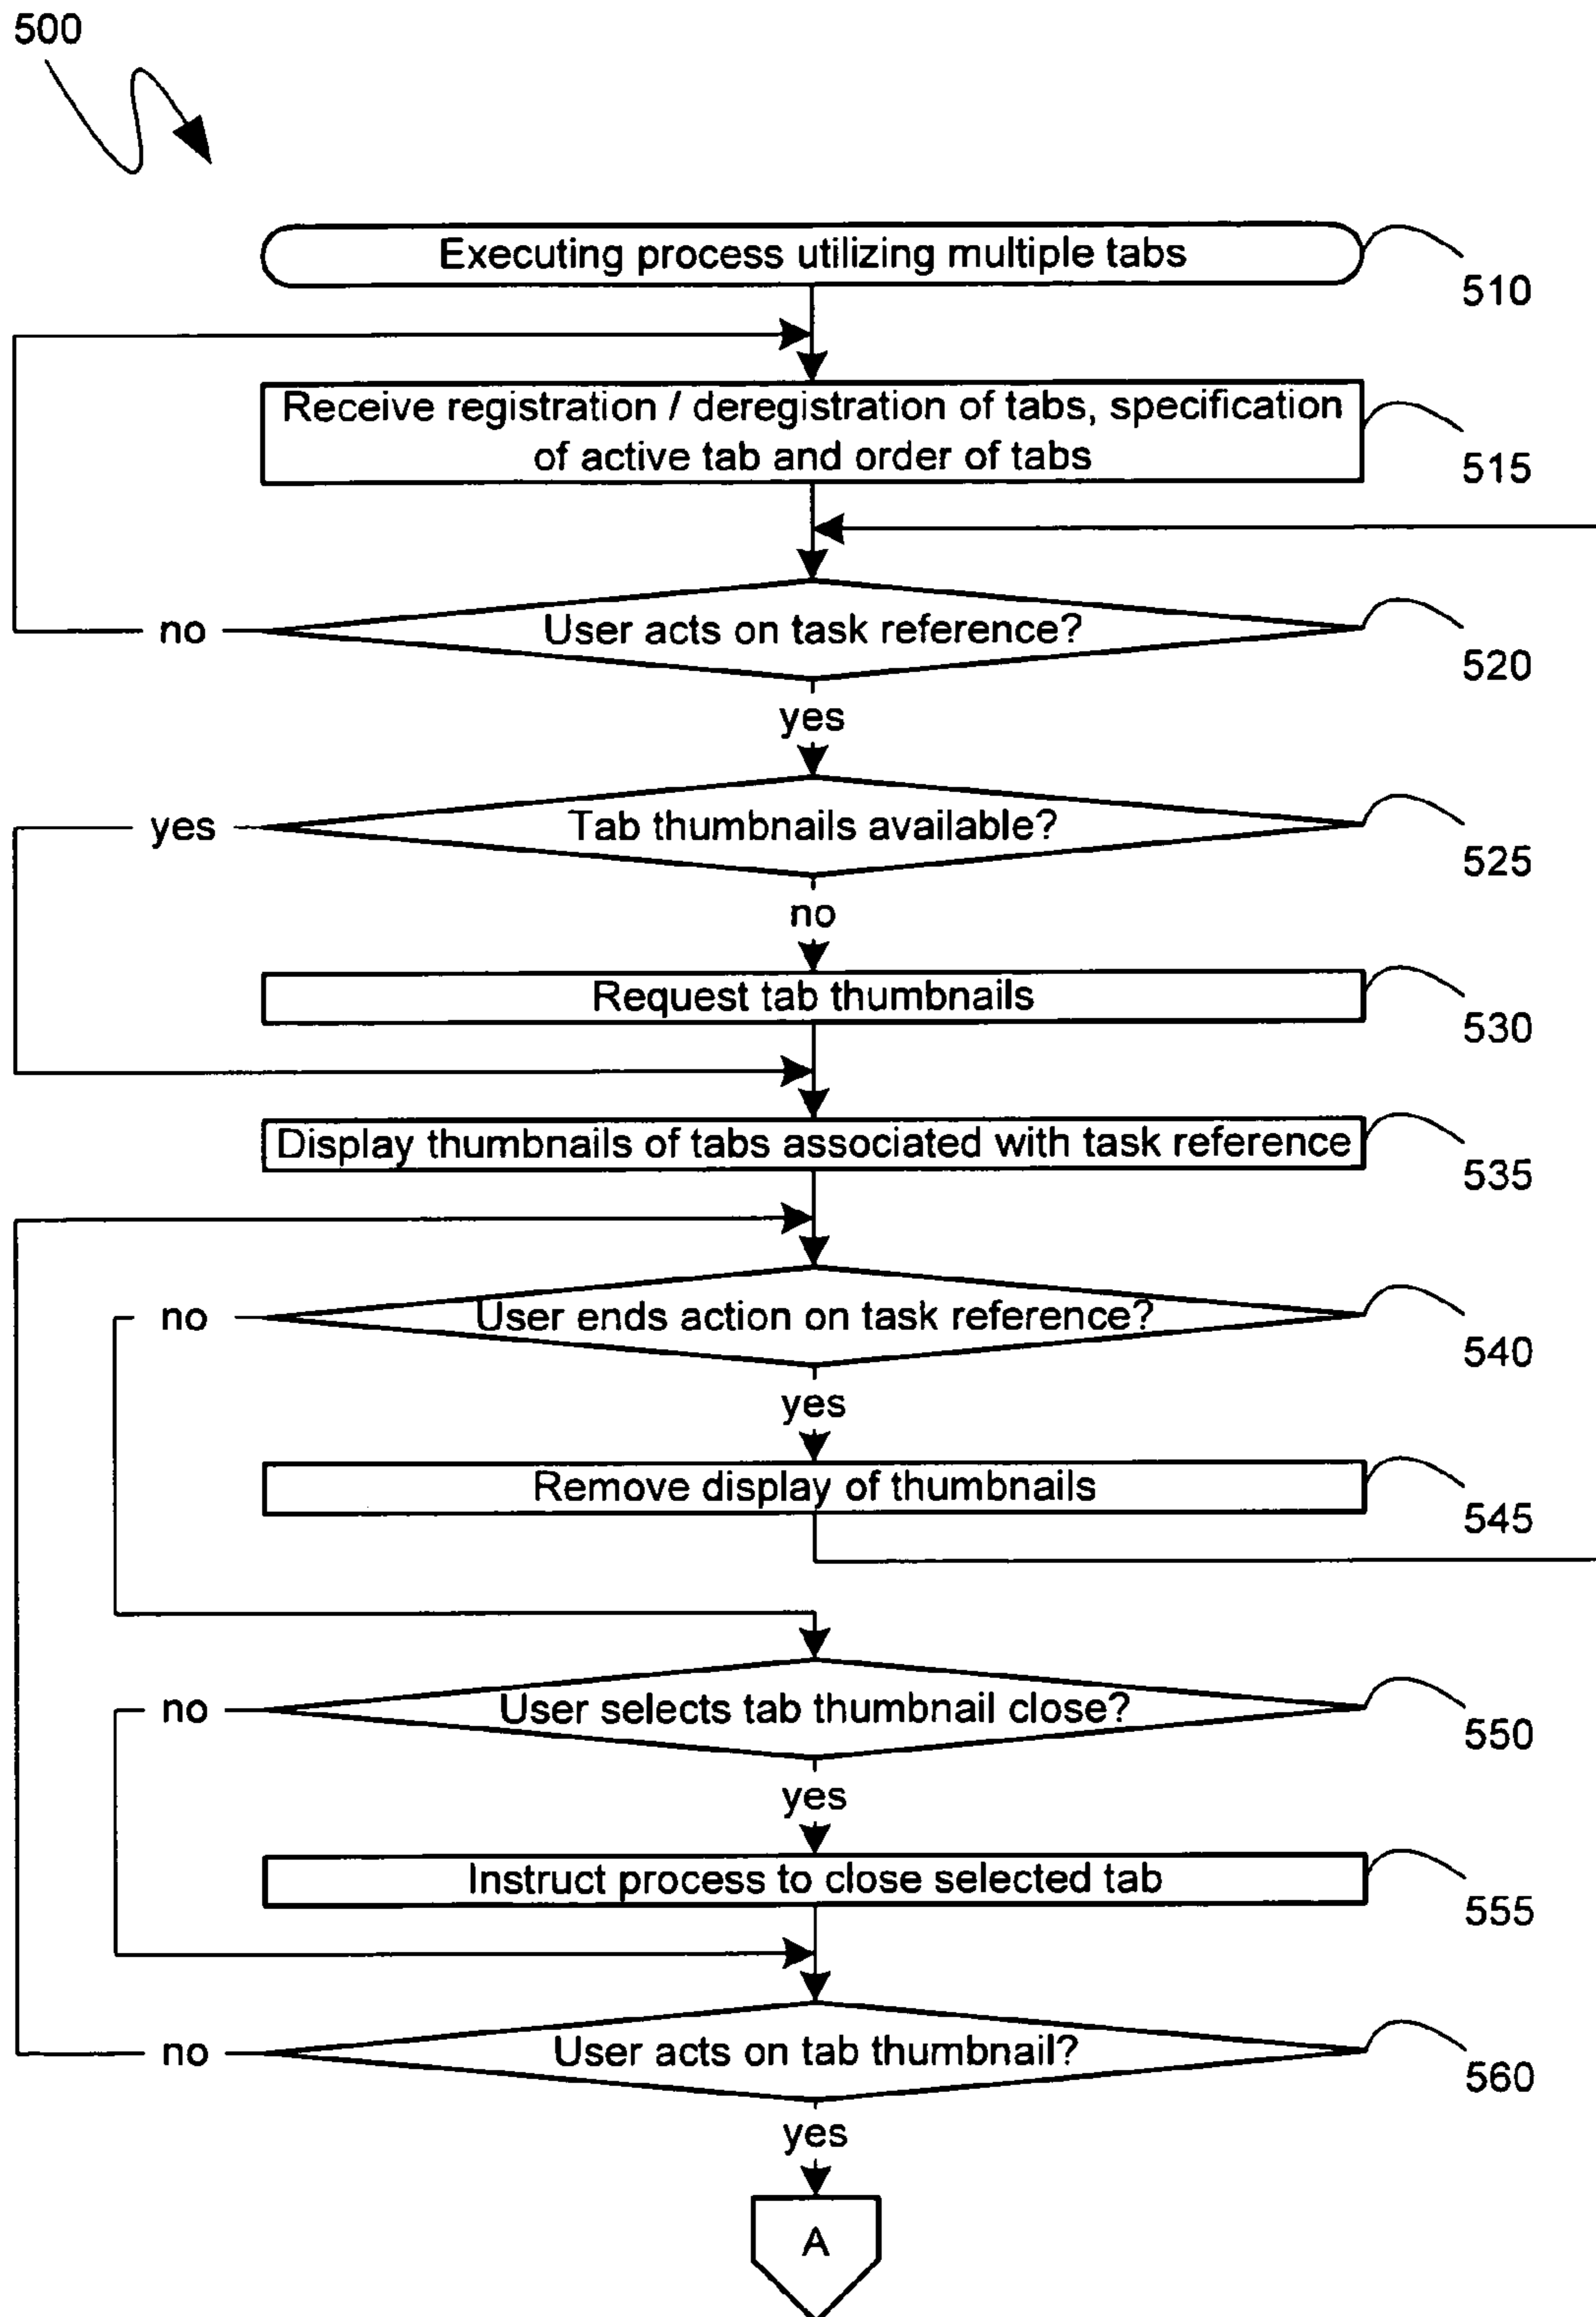 500
Executing process utilizing multiple tabs
510
Receive registration / deregistration of tabs, specification
of active tab and order of tabs
515
no
User acts on task reference?
520
yes
yes
Tab thumbnails available?
525
no
Request tab thumbnails
530
Display thumbnails of tabs associated with task reference
535
no
User ends action on task reference?
540
yes
Remove display of thumbnails
545
no
User selects tab thumbnail close?
550
yes
Instruct process to close selected tab
555
no
User acts on tab thumbnail?
560
yes
A